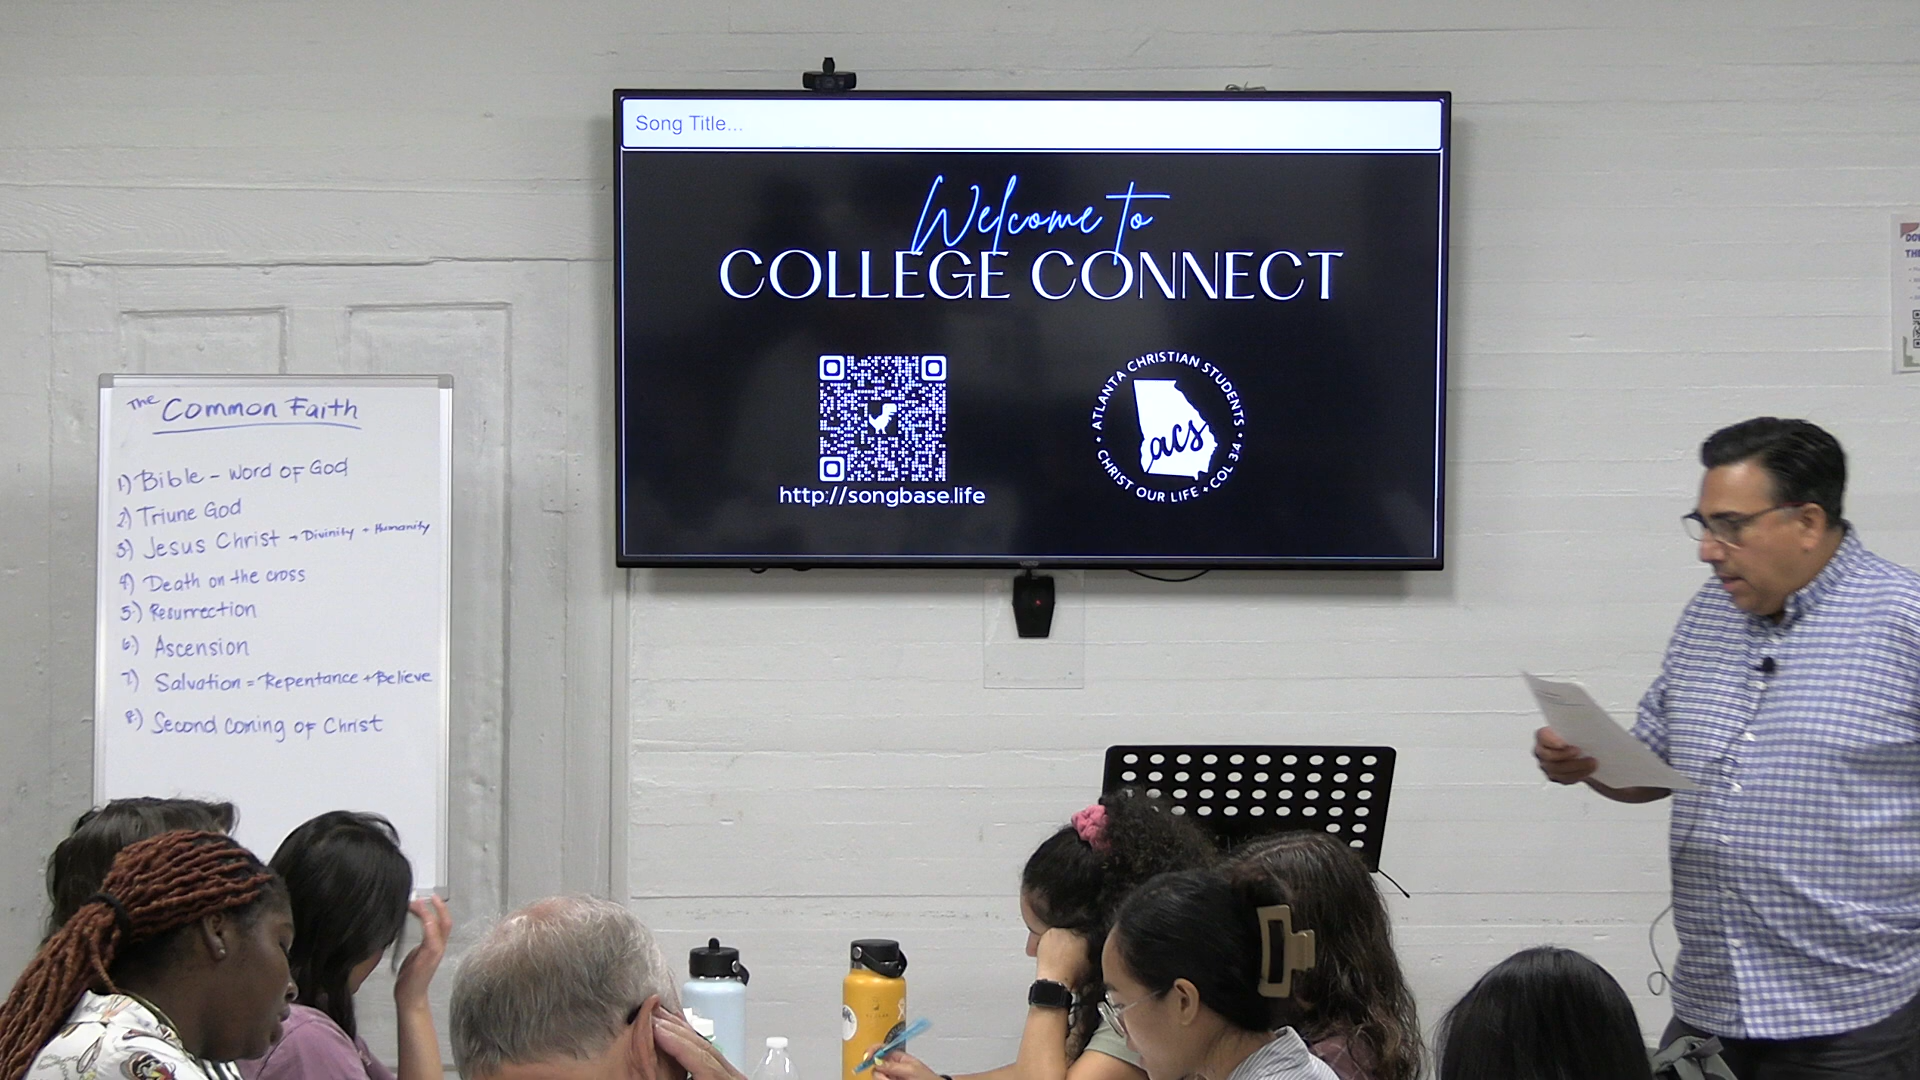 The Common Faith
1) Bible - Word of God
2) Triune God
3) Jesus Christ → Divinity + Humanity
4) Death on the cross
5) Resurrection
6) Ascension
7) Salvation = Repentance + Believe
8) Second Coming of Christ
Song Title...
Welcome to
COLLEGE CONNECT
http://songbase.life
ATLANTA CHRISTIAN STUDENTS
acs
CHRIST OUR LIFE • COL 3:4